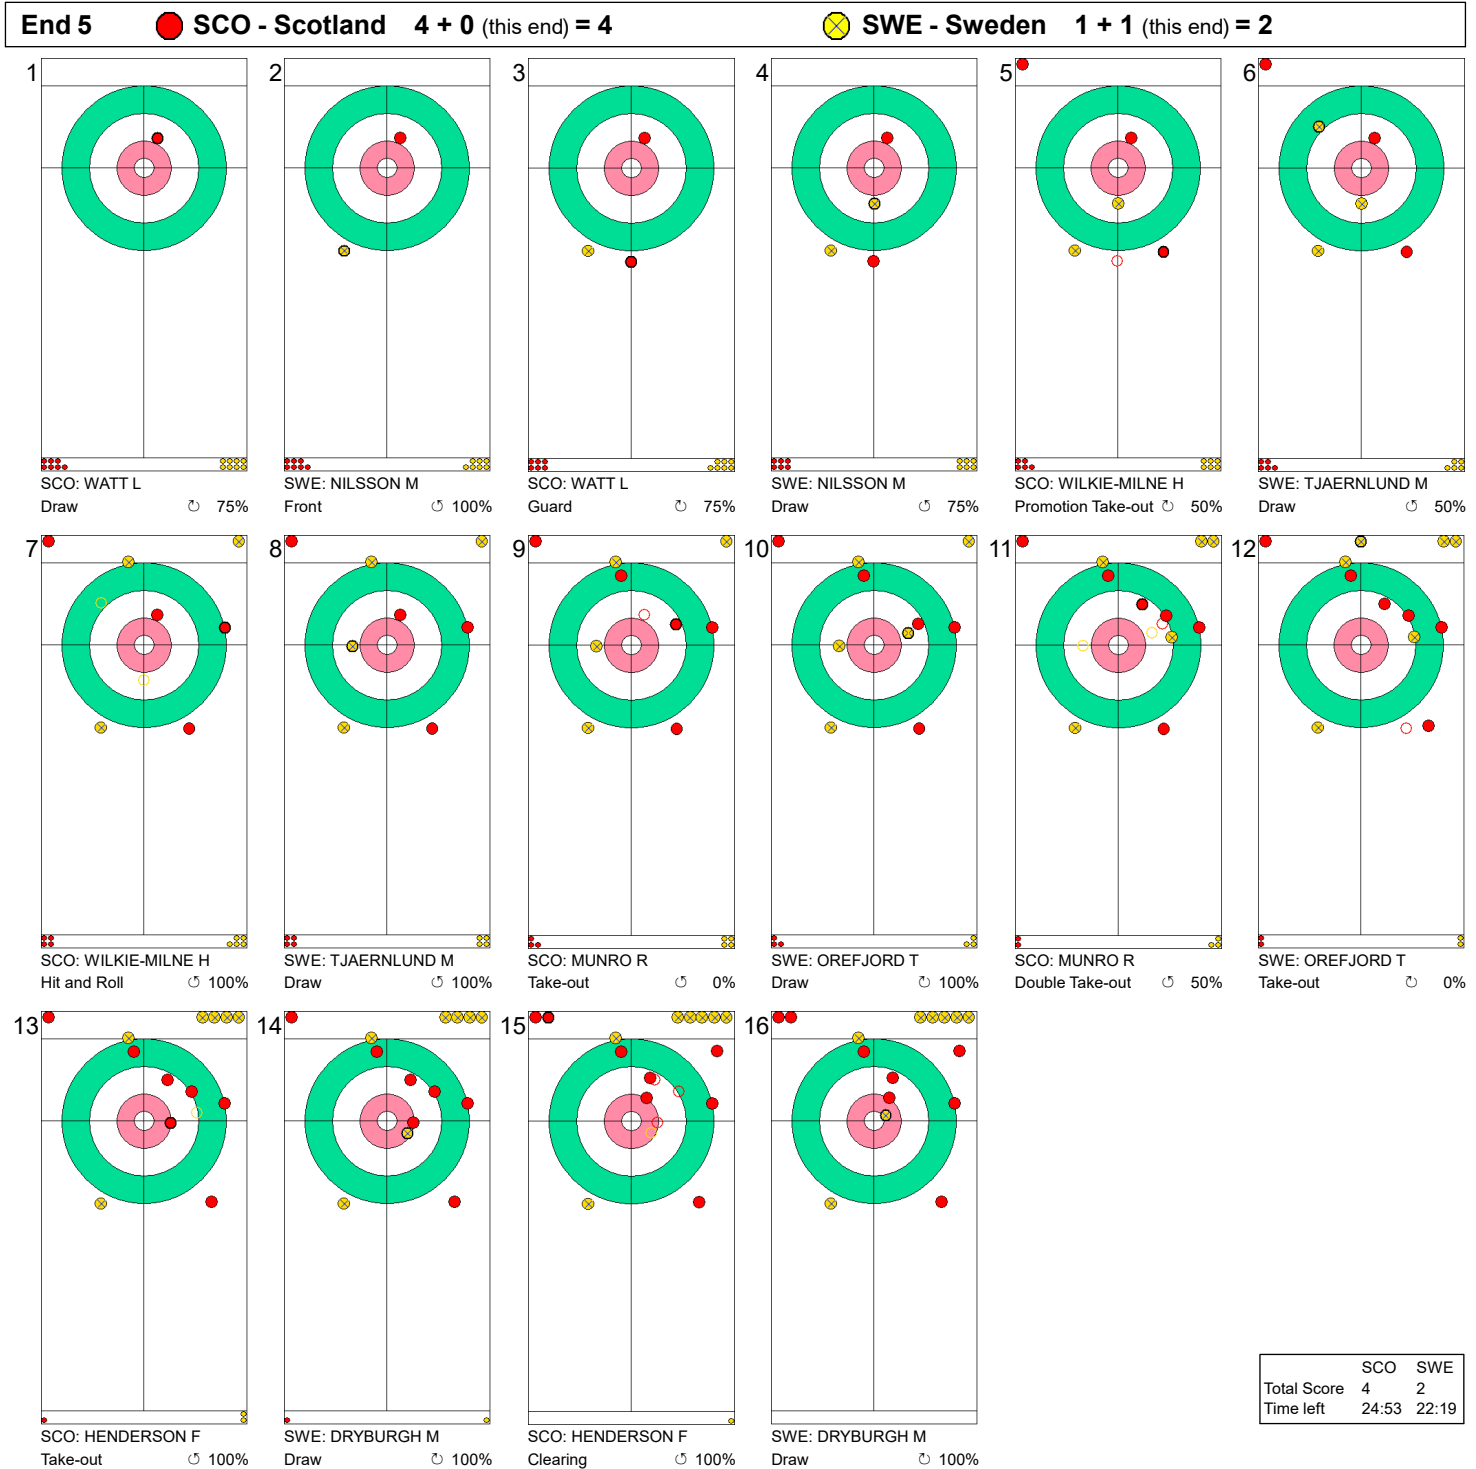 End 5 SCO - Scotland 4 + 0 (this end) = 4 SWE - Sweden 1 + 1 (this end) = 2
1 2 3 4 5 6
SCO: WATT L SWE: NILSSON M SCO: WATT L SWE: NILSSON M SCO: WILKIE-MILNE H SWE: TJAERNLUND M
Draw ↻ 75% Front ↺ 100% Guard ↻ 75% Draw ↻ 75% Promotion Take-out ↻ 50% Draw ↻ 50%
7 8 9 10 11 12
SCO: WILKIE-MILNE H SWE: TJAERNLUND M SCO: MUNRO R SWE: OREFJORD T SCO: MUNRO R SWE: OREFJORD T
Hit and Roll ↺ 100% Draw ↺ 100% Take-out ↺ 0% Draw ↺ 100% Double Take-out ↺ 50% Take-out ↻ 0%
13 14 15 16
SCO: HENDERSON F SWE: DRYBURGH M SCO: HENDERSON F SWE: DRYBURGH M
Take-out ↺ 100% Draw ↺ 100% Clearing ↺ 100% Draw ↺ 100%
SCO SWE
Total Score 4 2
Time left 24:53 22:19